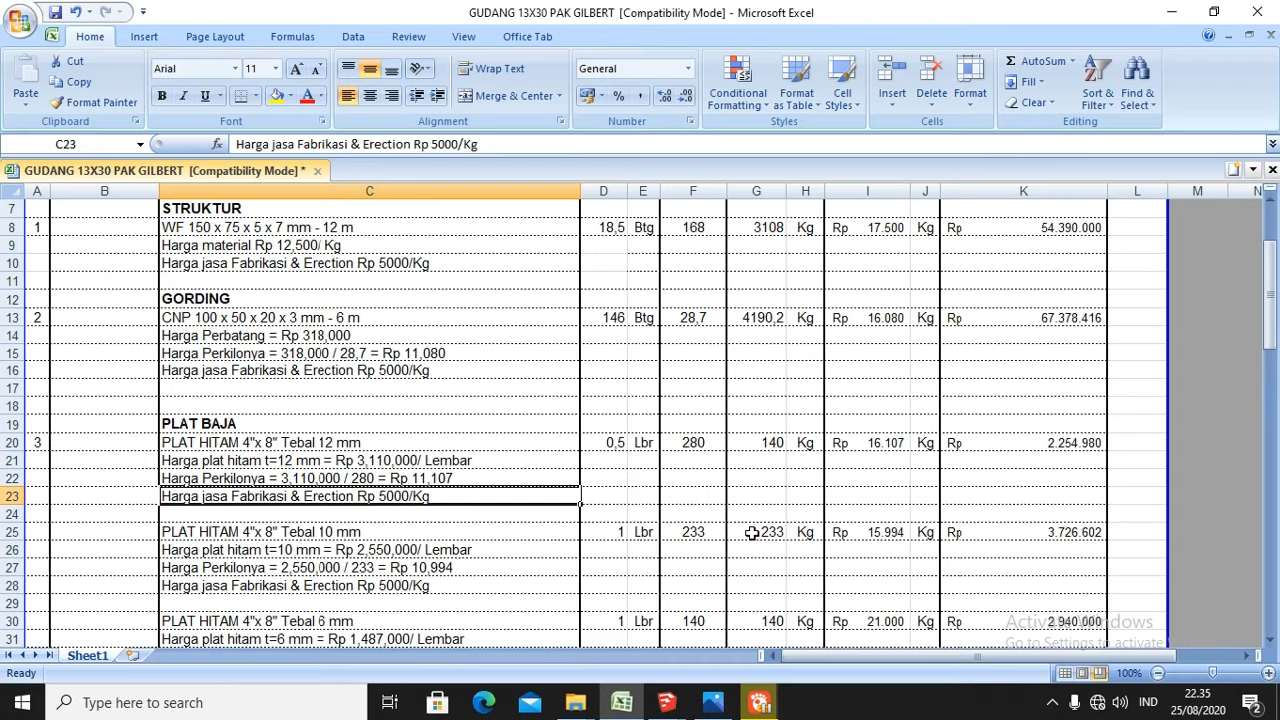 GUDANG 13X30 PAK GILBERT [Compatibility Mode] - Microsoft Excel
Home Insert Page Layout Formulas Data Review View Office Tab
Paste Cut Copy Format Painter
Clipboard
Arial 11
B I U
Font
Wrap Text
Merge & Center
Alignment
General
% ,
Number
Conditional Formatting
Format as Table
Cell Styles
Styles
Insert Delete Format
Cells
Σ AutoSum
Fill
Clear
Sort & Filter
Find & Select
Editing
C23 fx Harga jasa Fabrikasi & Erection Rp 5000/Kg
GUDANG 13X30 PAK GILBERT [Compatibility Mode] *
A B C D E F G H I J K L M N
7 STRUKTUR
8 1 WF 150 x 75 x 5 x 7 mm - 12 m 18,5 Btg 168 3108 Kg Rp 17.500 Kg Rp 54.390.000
9 Harga material Rp 12,500/ Kg
10 Harga jasa Fabrikasi & Erection Rp 5000/Kg
11
12 GORDING
13 2 CNP 100 x 50 x 20 x 3 mm - 6 m 146 Btg 28,7 4190,2 Kg Rp 16.080 Kg Rp 67.378.416
14 Harga Perbatang = Rp 318,000
15 Harga Perkilonya = 318,000 / 28,7 = Rp 11,080
16 Harga jasa Fabrikasi & Erection Rp 5000/Kg
17
18
19 PLAT BAJA
20 3 PLAT HITAM 4"x 8" Tebal 12 mm 0,5 Lbr 280 140 Kg Rp 16.107 Kg Rp 2.254.980
21 Harga plat hitam t=12 mm = Rp 3,110,000/ Lembar
22 Harga Perkilonya = 3,110,000 / 280 = Rp 11,107
23 Harga jasa Fabrikasi & Erection Rp 5000/Kg
24
25 PLAT HITAM 4"x 8" Tebal 10 mm 1 Lbr 233 233 Kg Rp 15.994 Kg Rp 3.726.602
26 Harga plat hitam t=10 mm = Rp 2,550,000/ Lembar
27 Harga Perkilonya = 2,550,000 / 233 = Rp 10,994
28 Harga jasa Fabrikasi & Erection Rp 5000/Kg
29
30 PLAT HITAM 4"x 8" Tebal 6 mm 1 Lbr 140 140 Kg Rp 21.000 Kg Rp 2.940.000
31 Harga plat hitam t=6 mm = Rp 1,487,000/ Lembar
Activate Windows
Go to Settings to activate
Sheet1
Ready 100%
Type here to search
IND
22.35
25/08/2020
2